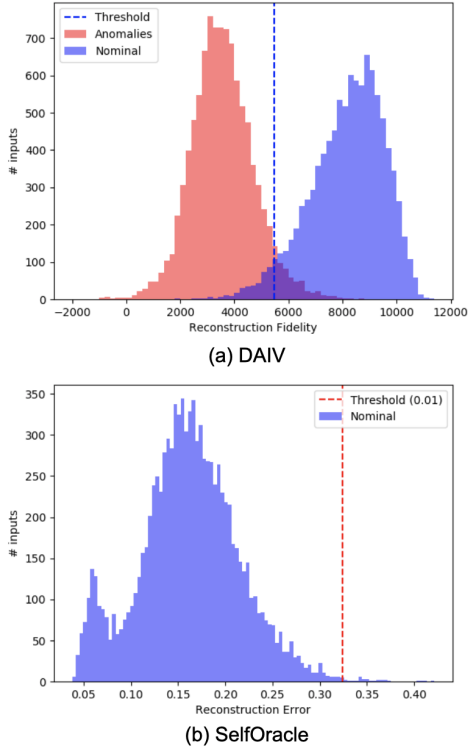 Threshold
Anomalies
Nominal
700
600
500
400
300
200
100
0
# inputs
-2000 0 2000 4000 6000 8000 10000 12000
Reconstruction Fidelity
(a) DAIV
Threshold (0.01)
Nominal
350
300
250
200
150
100
50
0
# inputs
0.05 0.10 0.15 0.20 0.25 0.30 0.35 0.40
Reconstruction Error
(b) SelfOracle